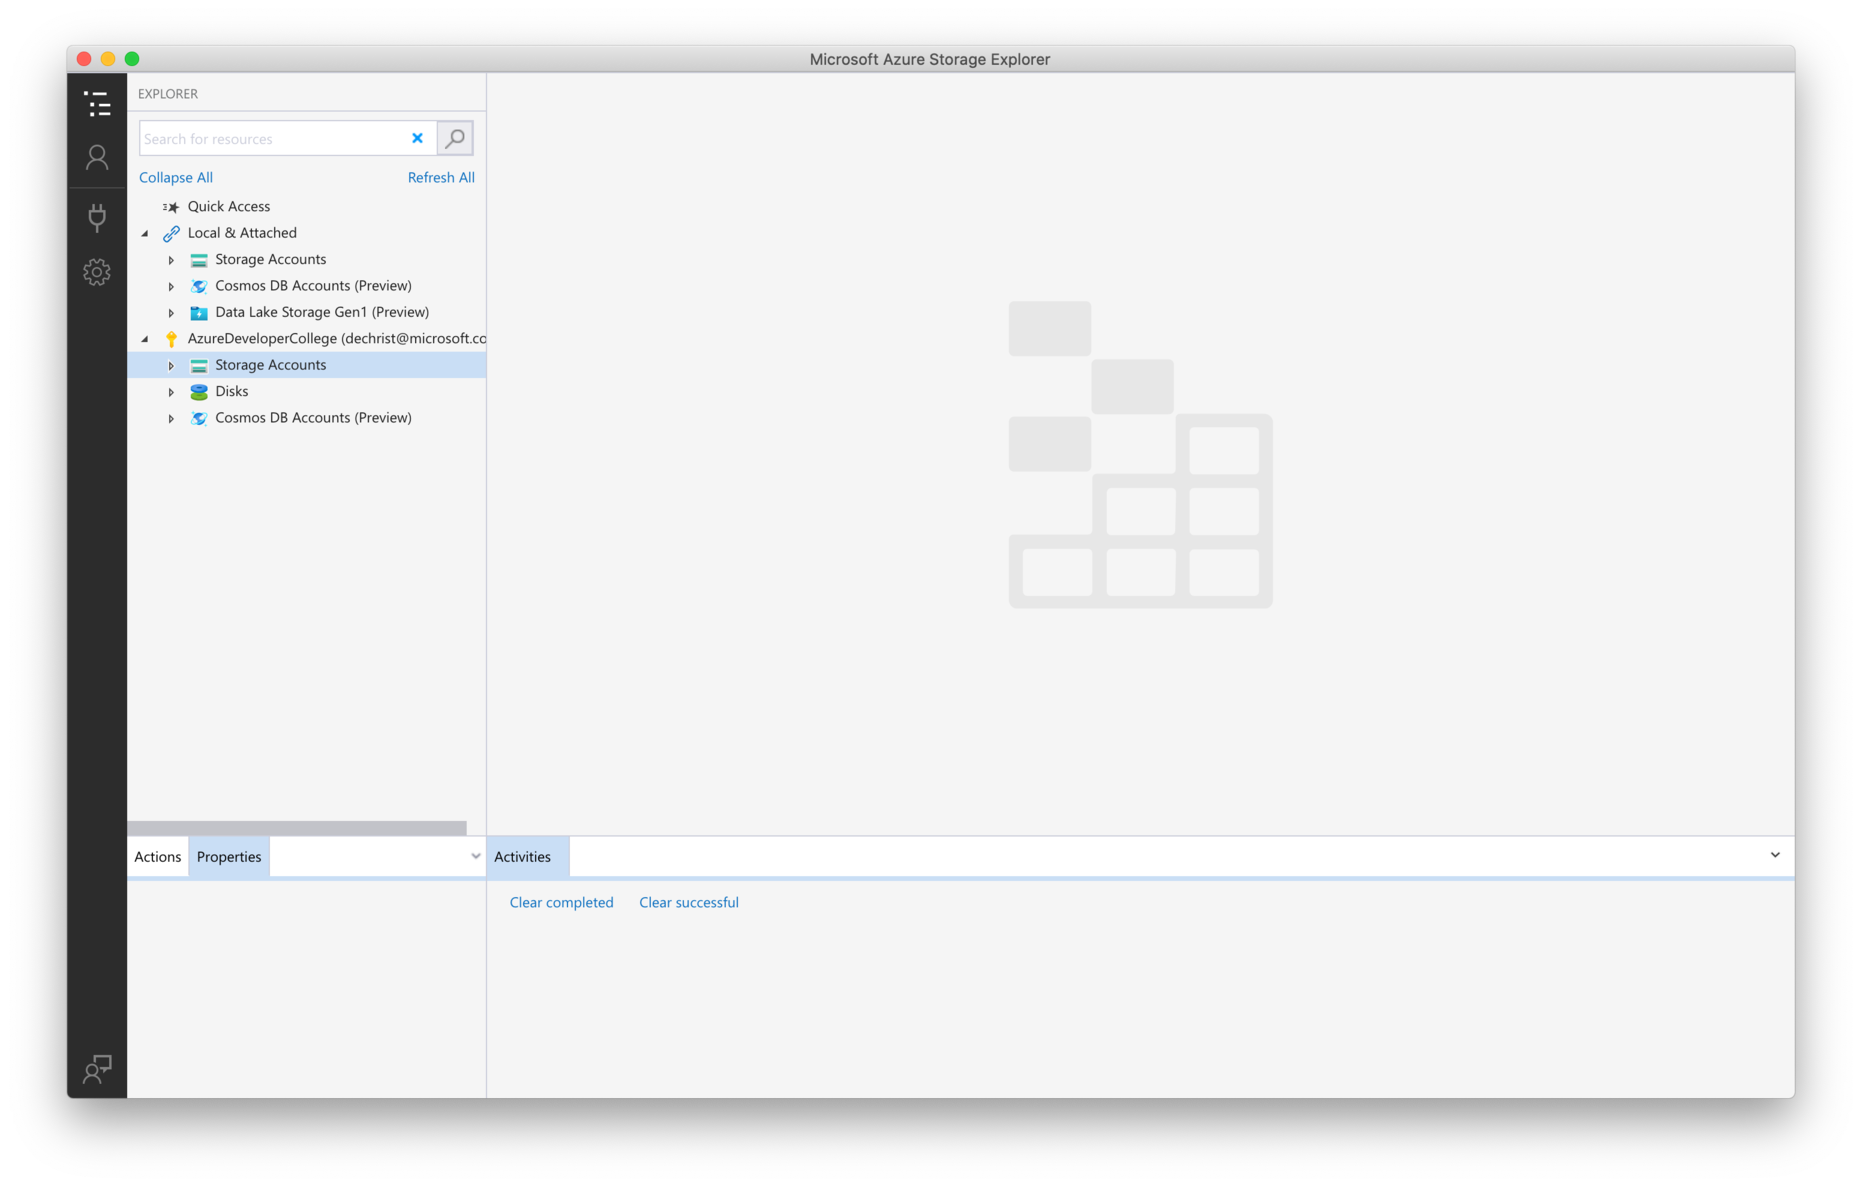 Microsoft Azure Storage Explorer
EXPLORER
Search for resources
Collapse All
Refresh All
Quick Access
Local & Attached
Storage Accounts
Cosmos DB Accounts (Preview)
Data Lake Storage Gen1 (Preview)
AzureDeveloperCollege (dechrist@microsoft.co
Storage Accounts
Disks
Cosmos DB Accounts (Preview)
Actions
Properties
Activities
Clear completed
Clear successful